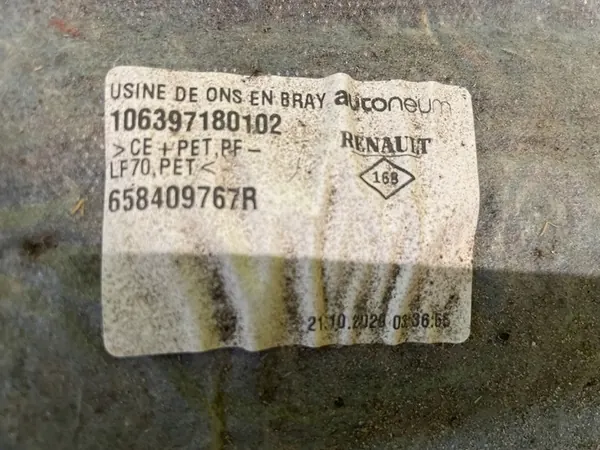 USINE DE ONS EN BRAY autoneum
106397180102
RENAULT
>CE+PET,PF-
LF70,PET<
168
658409767R
21.10.2020 03:36:55